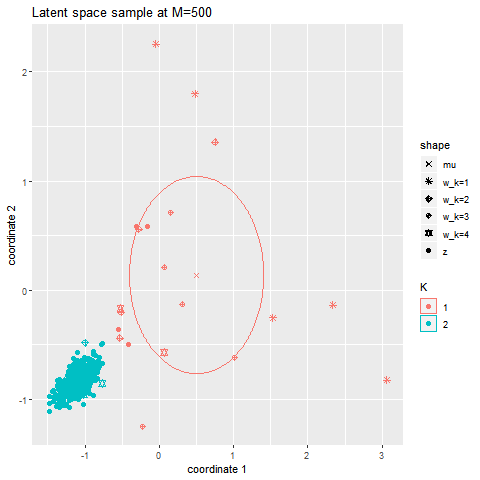 Latent space sample at M=500
coordinate 2
2
1
0
-1
-1
0
1
2
3
coordinate 1
shape
mu
w_k=1
w_k=2
w_k=3
w_k=4
z
K
1
2